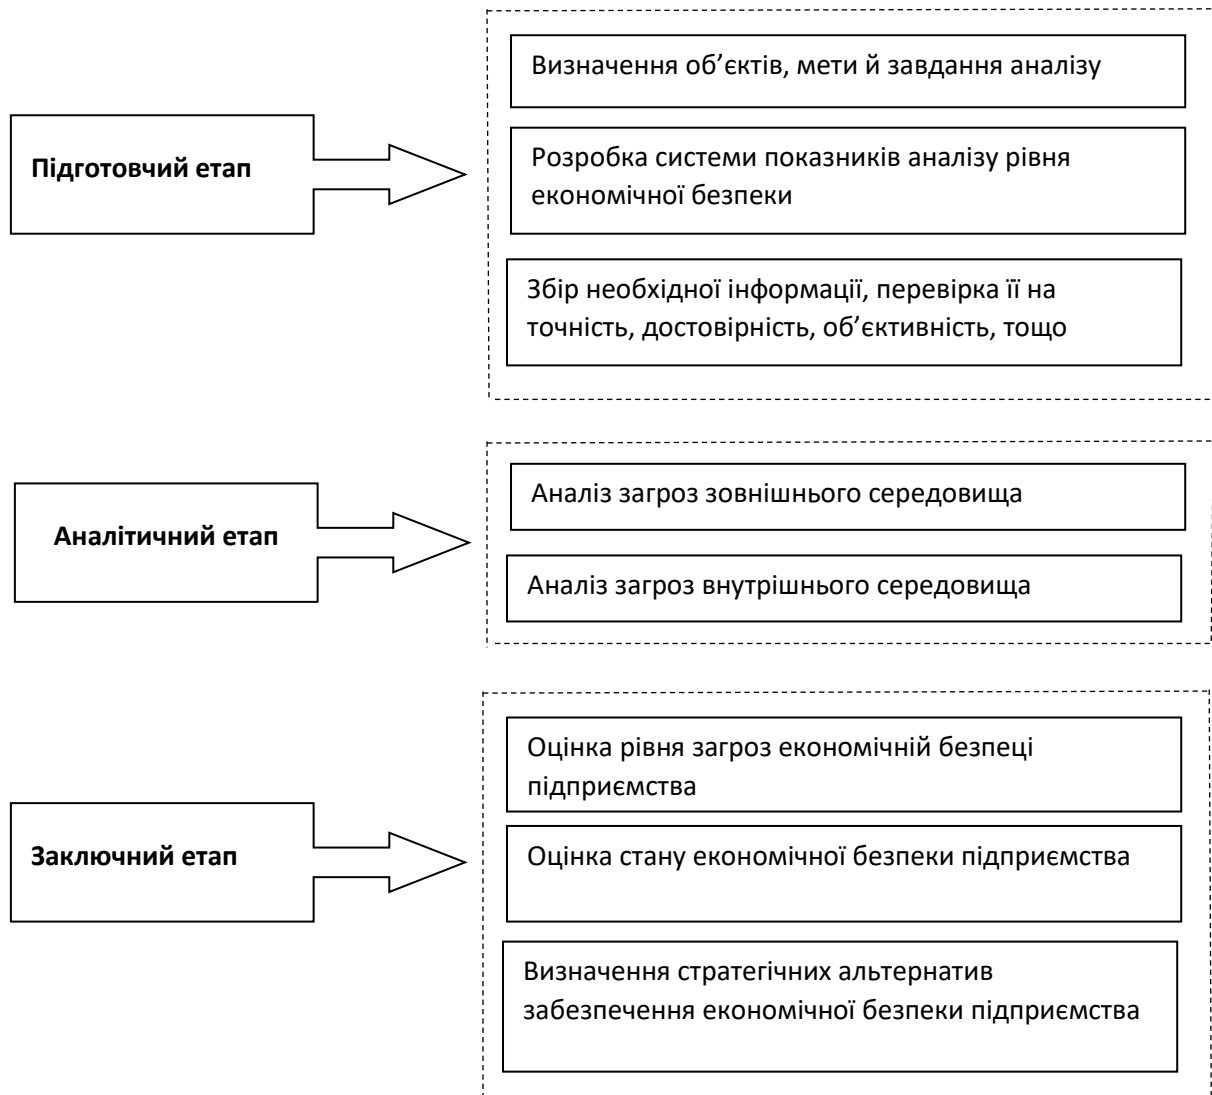 Підготовчий етап
Визначення об’єктів, мети й завдання аналізу
Розробка системи показників аналізу рівня
економічної безпеки
Збір необхідної інформації, перевірка її на
точність, достовірність, об’єктивність, тощо
Аналітичний етап
Аналіз загроз зовнішнього середовища
Аналіз загроз внутрішнього середовища
Заключний етап
Оцінка рівня загроз економічній безпеці
підприємства
Оцінка стану економічної безпеки підприємства
Визначення стратегічних альтернатив
забезпечення економічної безпеки підприємства